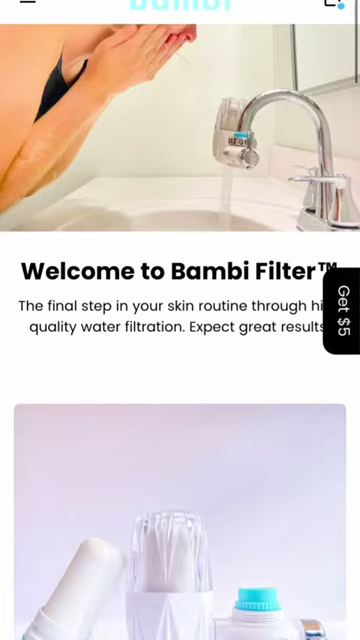 bambi
Welcome to Bambi Filter™
The final step in your skin routine through
quality water filtration. Expect great results
Get $5